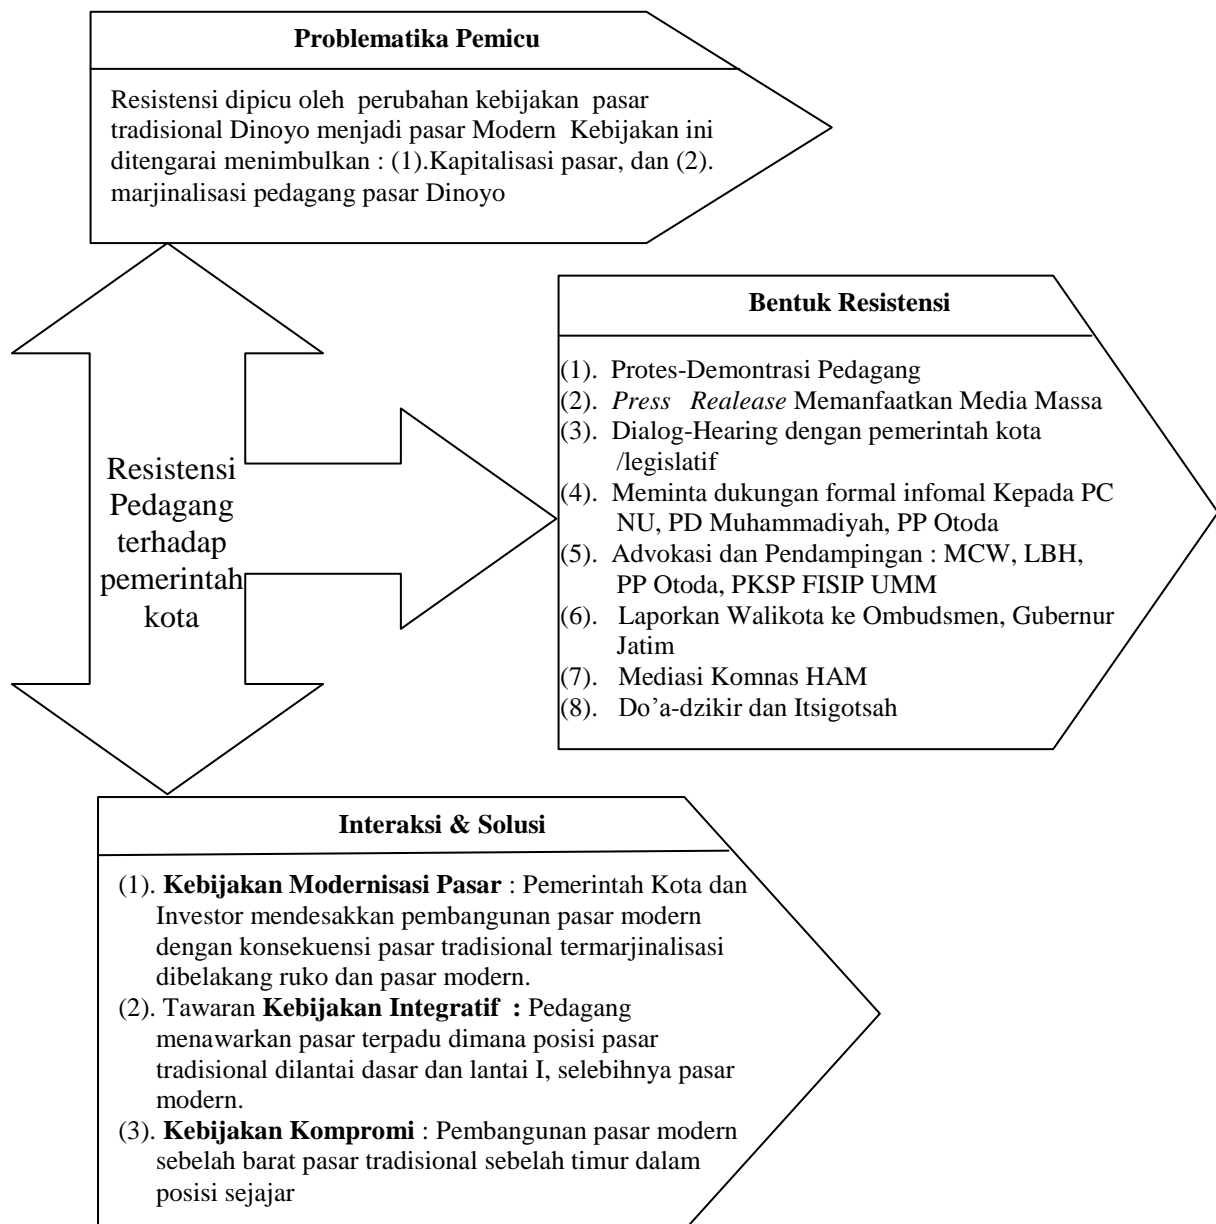 Problematika Pemicu
Resistensi dipicu oleh perubahan kebijakan pasar
tradisional Dinoyo menjadi pasar Modern Kebijakan ini
ditengarai menimbulkan : (1).Kapitalisasi pasar, dan (2).
marjinalisasi pedagang pasar Dinoyo
Resistensi
Pedagang
terhadap
pemerintah
kota
Bentuk Resistensi
(1). Protes-Demontrasi Pedagang
(2). Press Realease Memanfaatkan Media Massa
(3). Dialog-Hearing dengan pemerintah kota
/legislatif
(4). Meminta dukungan formal infomal Kepada PC
NU, PD Muhammadiyah, PP Otoda
(5). Advokasi dan Pendampingan : MCW, LBH,
PP Otoda, PKSP FISIP UMM
(6). Laporkan Walikota ke Ombudsmen, Gubernur
Jatim
(7). Mediasi Komnas HAM
(8). Do’a-dzikir dan Itsigotsah
Interaksi & Solusi
(1). Kebijakan Modernisasi Pasar : Pemerintah Kota dan
Investor mendesakkan pembangunan pasar modern
dengan konsekuensi pasar tradisional termarjinalisasi
dibelakang ruko dan pasar modern.
(2). Tawaran Kebijakan Integratif : Pedagang
menawarkan pasar terpadu dimana posisi pasar
tradisional dilantai dasar dan lantai I, selebihnya pasar
modern.
(3). Kebijakan Kompromi : Pembangunan pasar modern
sebelah barat pasar tradisional sebelah timur dalam
posisi sejajar